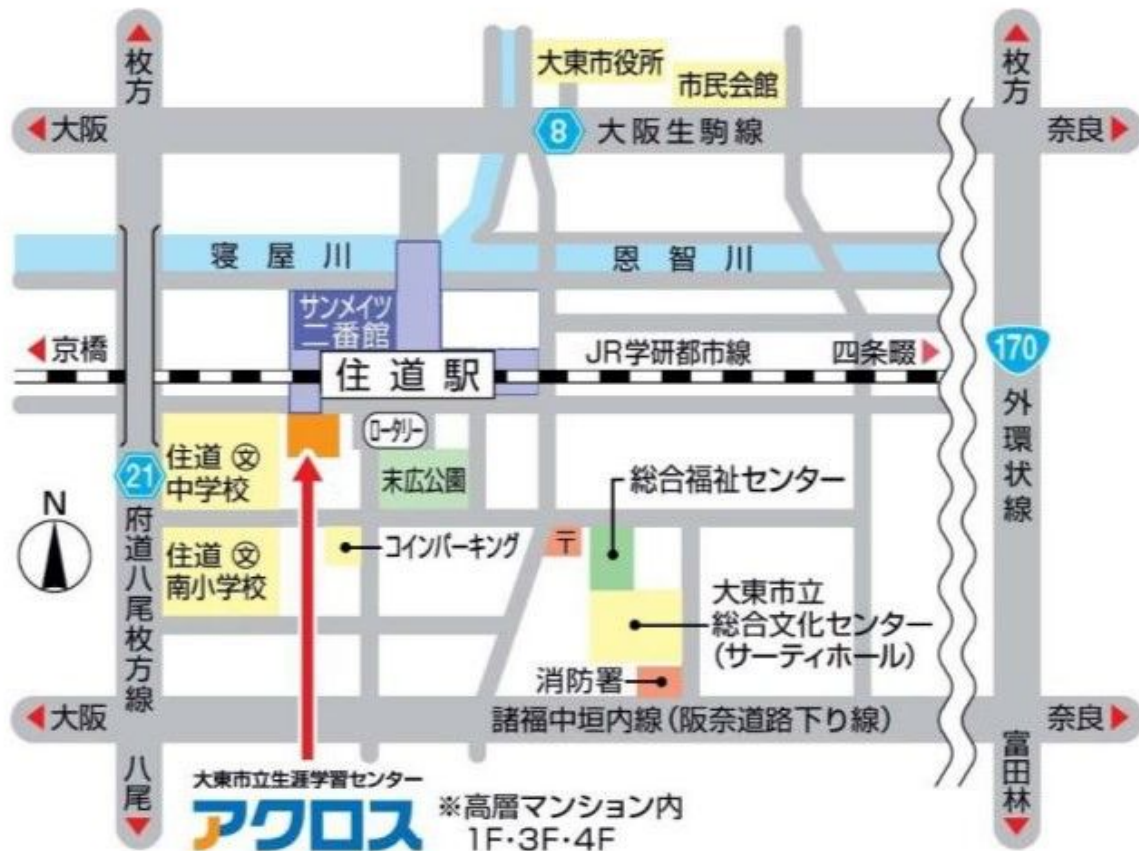 枚方
枚方
大東市役所
市民会館
大阪
8
大阪生駒線
奈良
寝屋川
恩智川
サンメイツ
二番館
京橋
JR学研都市線
四条畷
170
住道駅
外環状線
ロータリー
21
住道 文
中学校
末広公園
総合福祉センター
N
府道八尾枚方線
コインパーキング
〒
住道 文
南小学校
大東市立
総合文化センター
(サーティホール)
消防署
大阪
諸福中垣内線(阪奈道路下り線)
奈良
八尾
富田林
大東市立生涯学習センター
アクロス
※高層マンション内
1F・3F・4F